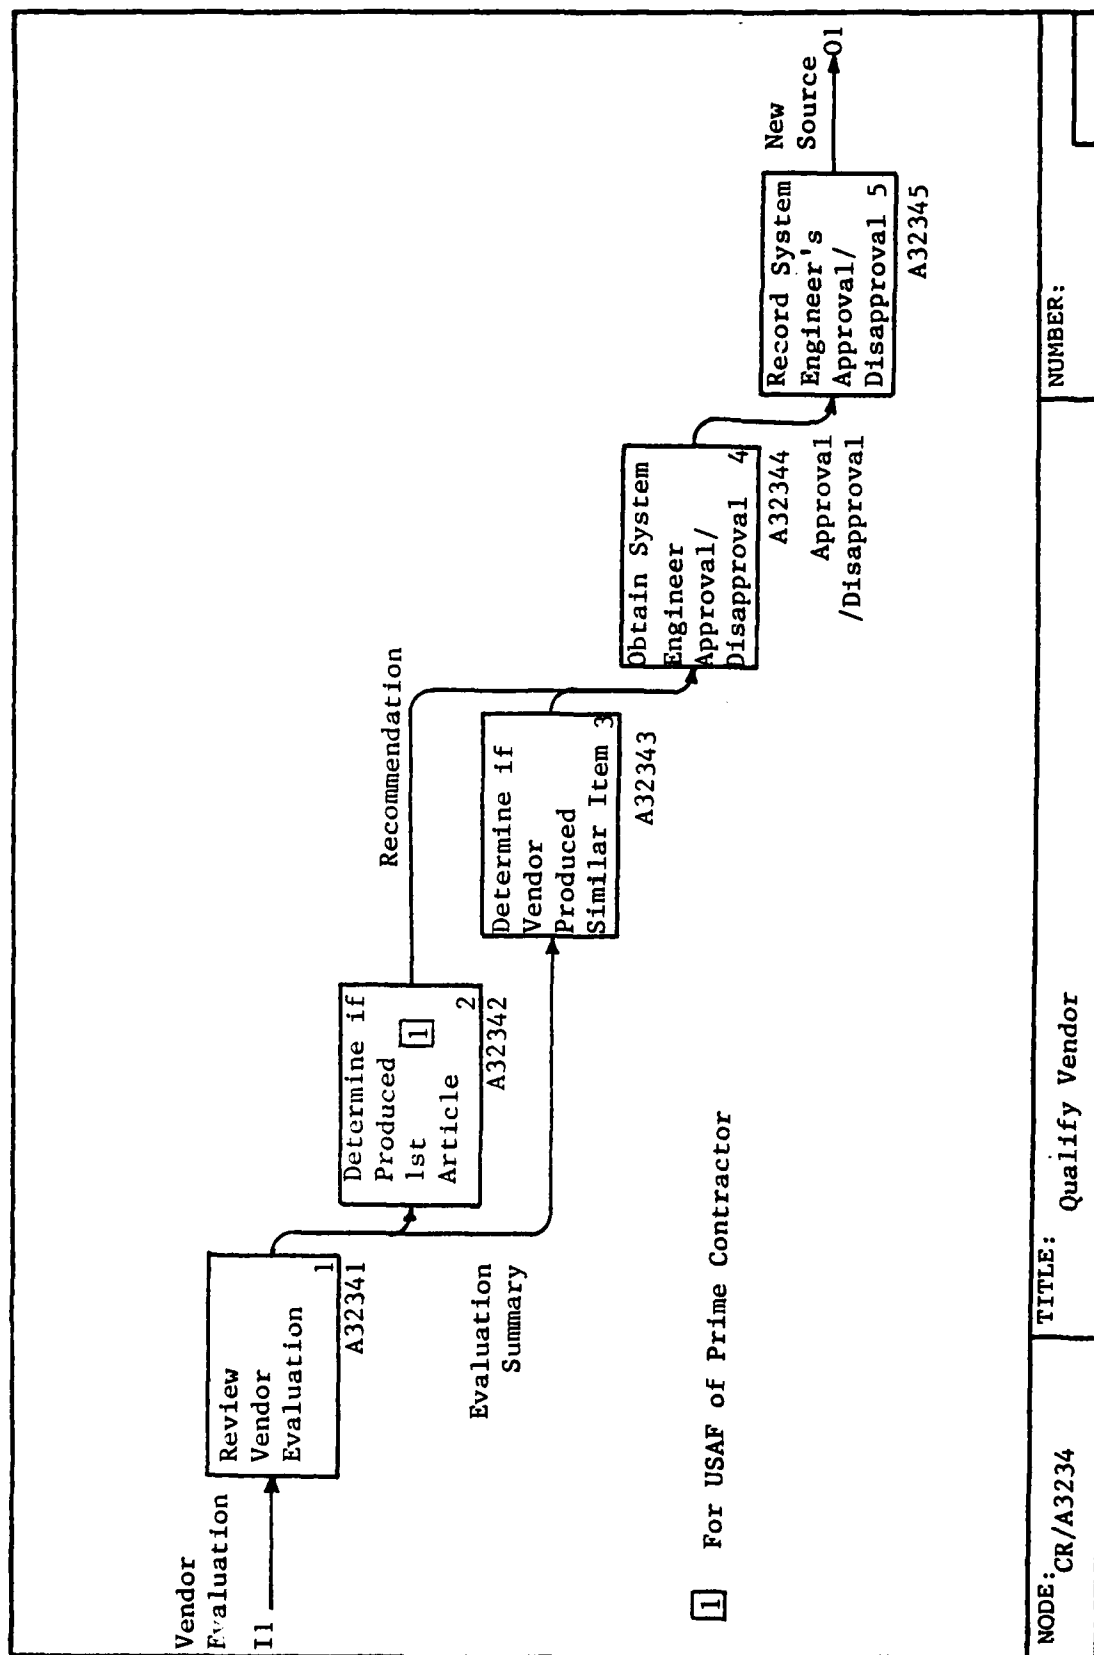 Vendor
Evaluation
I1
Review
Vendor
Evaluation
1
A32341
Evaluation
Summary
Determine if
Produced
1st 1
Article
2
A32342
Recommendation
Determine if
Vendor
Produced
Similar Item 3
A32343
Obtain System
Engineer
Approval/
Disapproval 4
A32344
Approval
/Disapproval
Record System
Engineer's
Approval/
Disapproval 5
A32345
New
Source
O1
1 For USAF of Prime Contractor
NODE: CR/A3234
TITLE: Qualify Vendor
NUMBER: